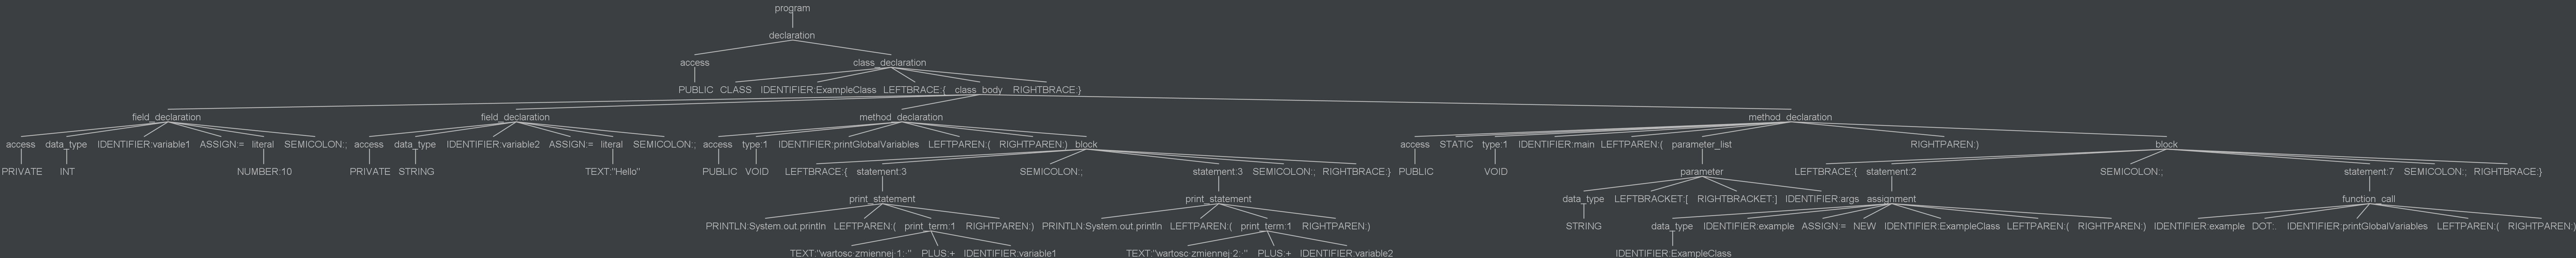 program
declaration
access class_declaration
PUBLIC CLASS IDENTIFIER:ExampleClass LEFTBRACE:{ class_body RIGHTBRACE:}
field_declaration field_declaration method_declaration method_declaration
access data_type IDENTIFIER:variable1 ASSIGN:= literal SEMICOLON:; access data_type IDENTIFIER:variable2 ASSIGN:= literal SEMICOLON:; access type:1 IDENTIFIER:printGlobalVariables LEFTPAREN:( RIGHTPAREN:) block access STATIC type:1 IDENTIFIER:main LEFTPAREN:( parameter_list RIGHTPAREN:) block
PRIVATE INT NUMBER:10 PRIVATE STRING TEXT:"Hello" PUBLIC VOID LEFTBRACE:{ statement:3 SEMICOLON:; statement:3 SEMICOLON:; RIGHTBRACE:} PUBLIC VOID parameter LEFTBRACE:{ statement:2 SEMICOLON:; statement:7 SEMICOLON:; RIGHTBRACE:}
print_statement print_statement data_type LEFTBRACKET:[ RIGHTBRACKET:] IDENTIFIER:args assignment function_call
PRINTLN:System.out.println LEFTPAREN:( print_term:1 RIGHTPAREN:) PRINTLN:System.out.println LEFTPAREN:( print_term:1 RIGHTPAREN:) STRING data_type IDENTIFIER:example ASSIGN:= NEW IDENTIFIER:ExampleClass LEFTPAREN:( RIGHTPAREN:) IDENTIFIER:example DOT:. IDENTIFIER:printGlobalVariables LEFTPAREN:( RIGHTPAREN:)
TEXT:"wartosc·zmiennej·1:·" PLUS:+ IDENTIFIER:variable1 TEXT:"wartosc·zmiennej·2:·" PLUS:+ IDENTIFIER:variable2 IDENTIFIER:ExampleClass